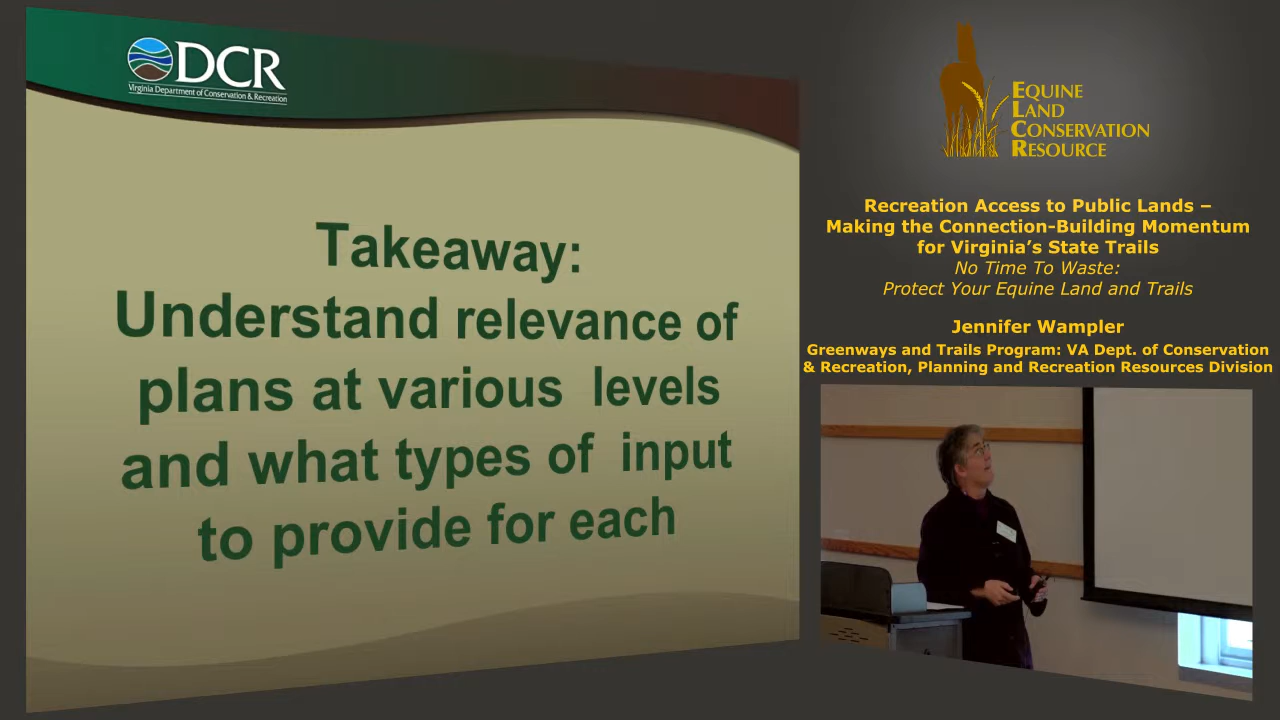 DCR
Virginia Department of Conservation & Recreation
Takeaway:
Understand relevance of
plans at various levels
and what types of input
to provide for each
EQUINE
LAND
CONSERVATION
RESOURCE
Recreation Access to Public Lands –
Making the Connection-Building Momentum
for Virginia’s State Trails
No Time To Waste:
Protect Your Equine Land and Trails
Jennifer Wampler
Greenways and Trails Program: VA Dept. of Conservation
& Recreation, Planning and Recreation Resources Division